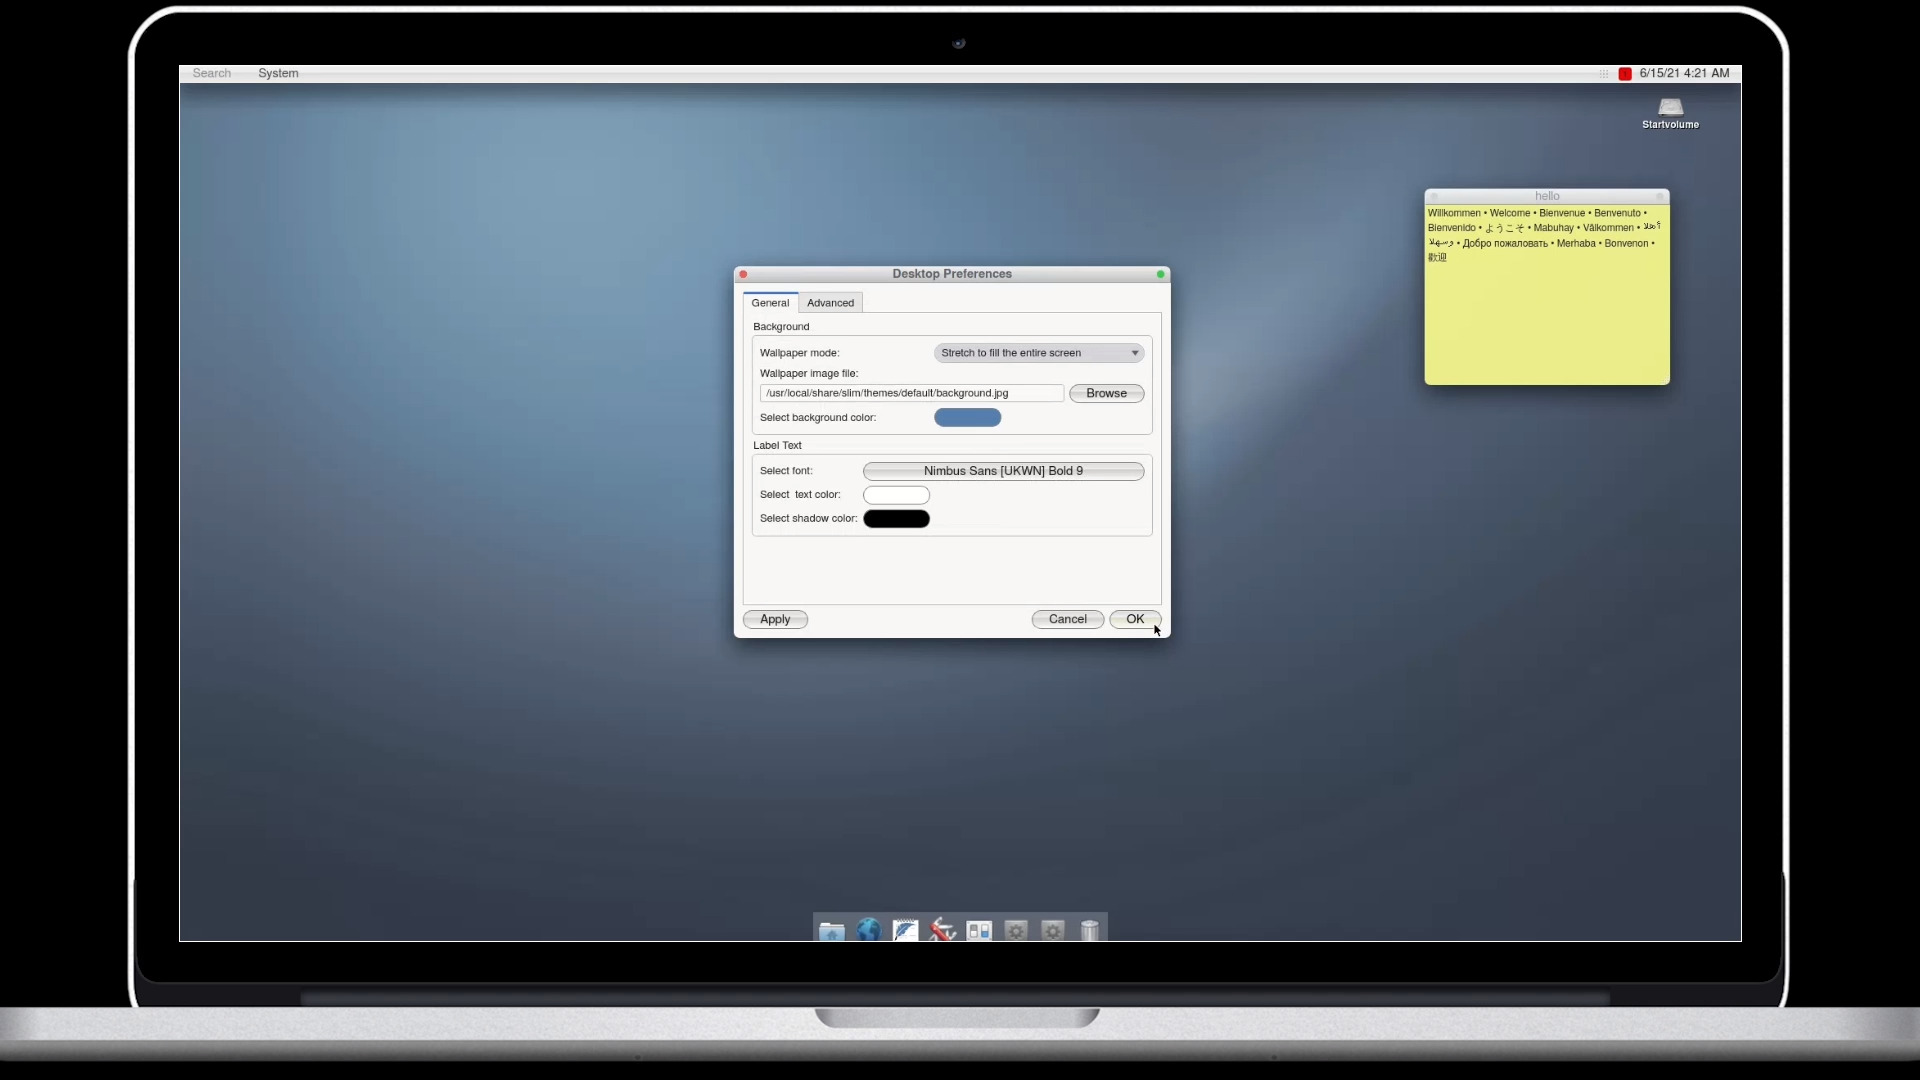 Search System 6/15/21 4:21 AM
Startvolume
hello
Willkommen • Welcome • Bienvenue • Benvenuto •
Bienvenido • ようこそ • Mabuhay • Välkommen • أهلاً
وسهلا • Добро пожаловать • Merhaba • Bonvenon •
歡迎
Desktop Preferences
General Advanced
Background
Wallpaper mode: Stretch to fill the entire screen
Wallpaper image file:
/usr/local/share/slim/themes/default/background.jpg Browse
Select background color:
Label Text
Select font: Nimbus Sans [UKWN] Bold 9
Select text color:
Select shadow color:
Apply Cancel OK